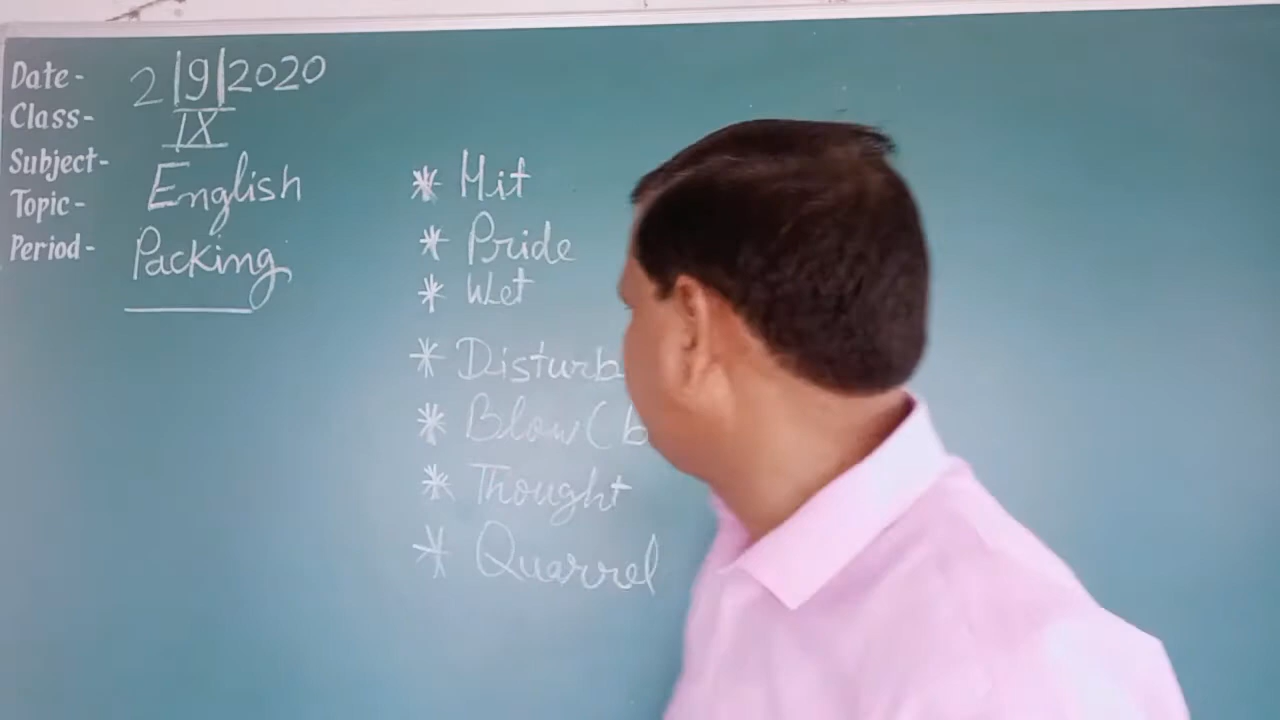 Date- 2|9|2020
Class- IX
Subject- English
Topic- Packing
Period-
* Hit
* Pride
* Wet
* Disturb
* Blow (b
* Thought
* Quarrel